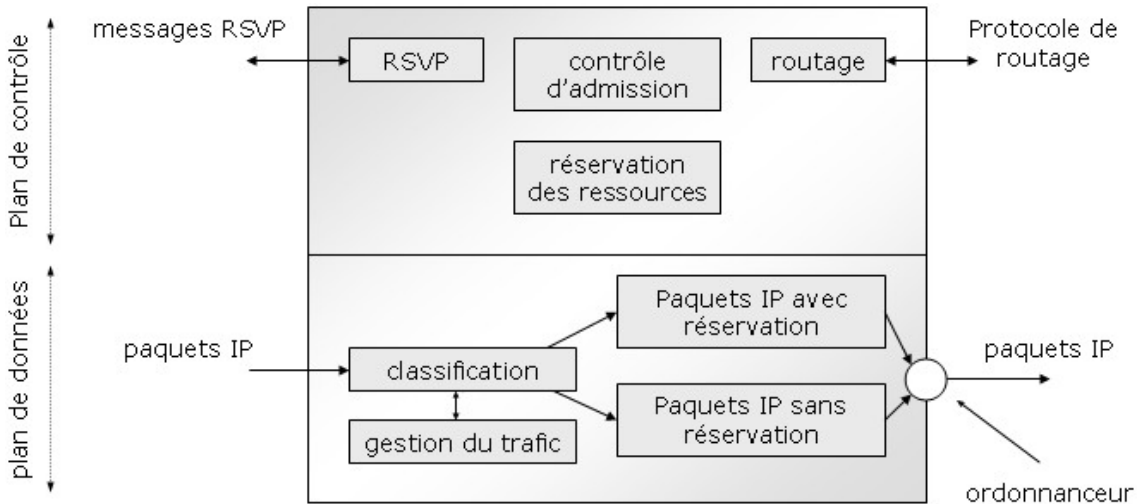 Plan de contrôle
messages RSVP
RSVP
contrôle
d'admission
routage
Protocole de
routage
réservation
des ressources
plan de données
paquets IP
classification
gestion du trafic
Paquets IP avec
réservation
Paquets IP sans
réservation
paquets IP
ordonnanceur